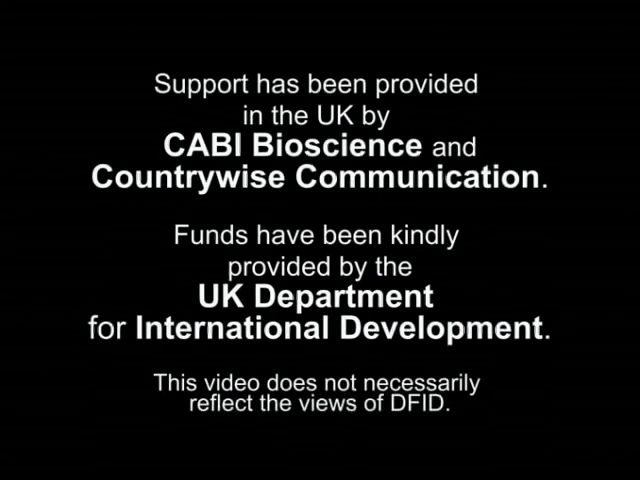 Support has been provided
in the UK by
CABI Bioscience and
Countrywise Communication.
Funds have been kindly
provided by the
UK Department
for International Development.
This video does not necessarily
reflect the views of DFID.